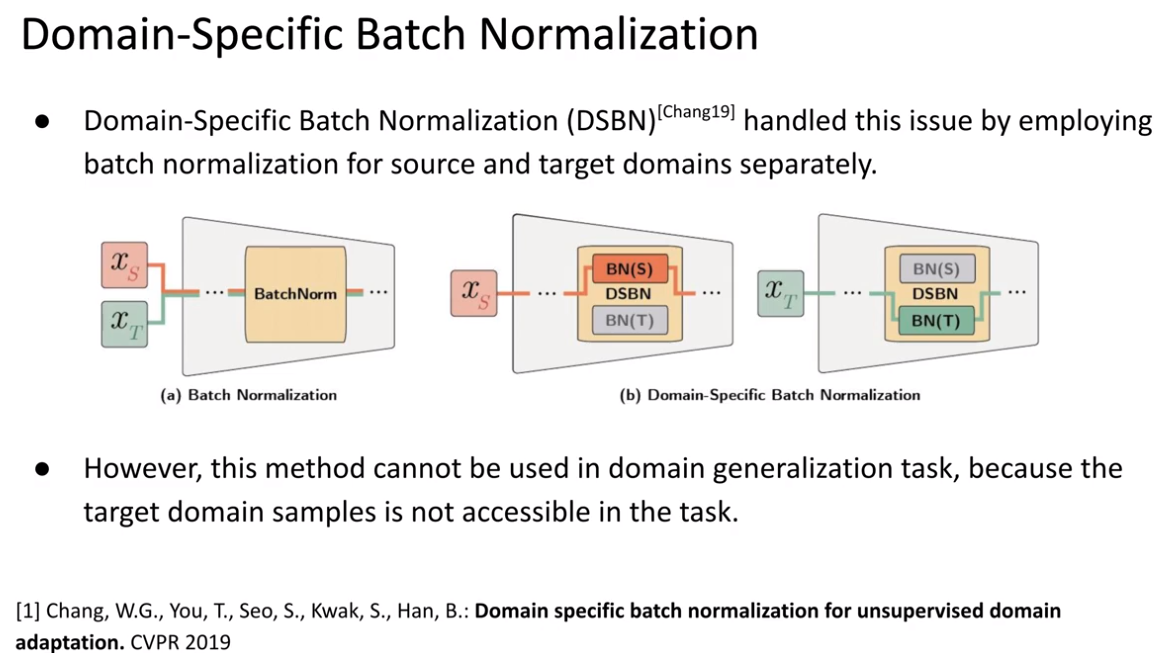 Domain-Specific Batch Normalization
● Domain-Specific Batch Normalization (DSBN)[Chang19] handled this issue by employing
batch normalization for source and target domains separately.
x_S
x_T
...
BatchNorm
...
(a) Batch Normalization
x_S
...
BN(S)
DSBN
BN(T)
...
x_T
...
BN(S)
DSBN
BN(T)
...
(b) Domain-Specific Batch Normalization
● However, this method cannot be used in domain generalization task, because the
target domain samples is not accessible in the task.
[1] Chang, W.G., You, T., Seo, S., Kwak, S., Han, B.: Domain specific batch normalization for unsupervised domain
adaptation. CVPR 2019